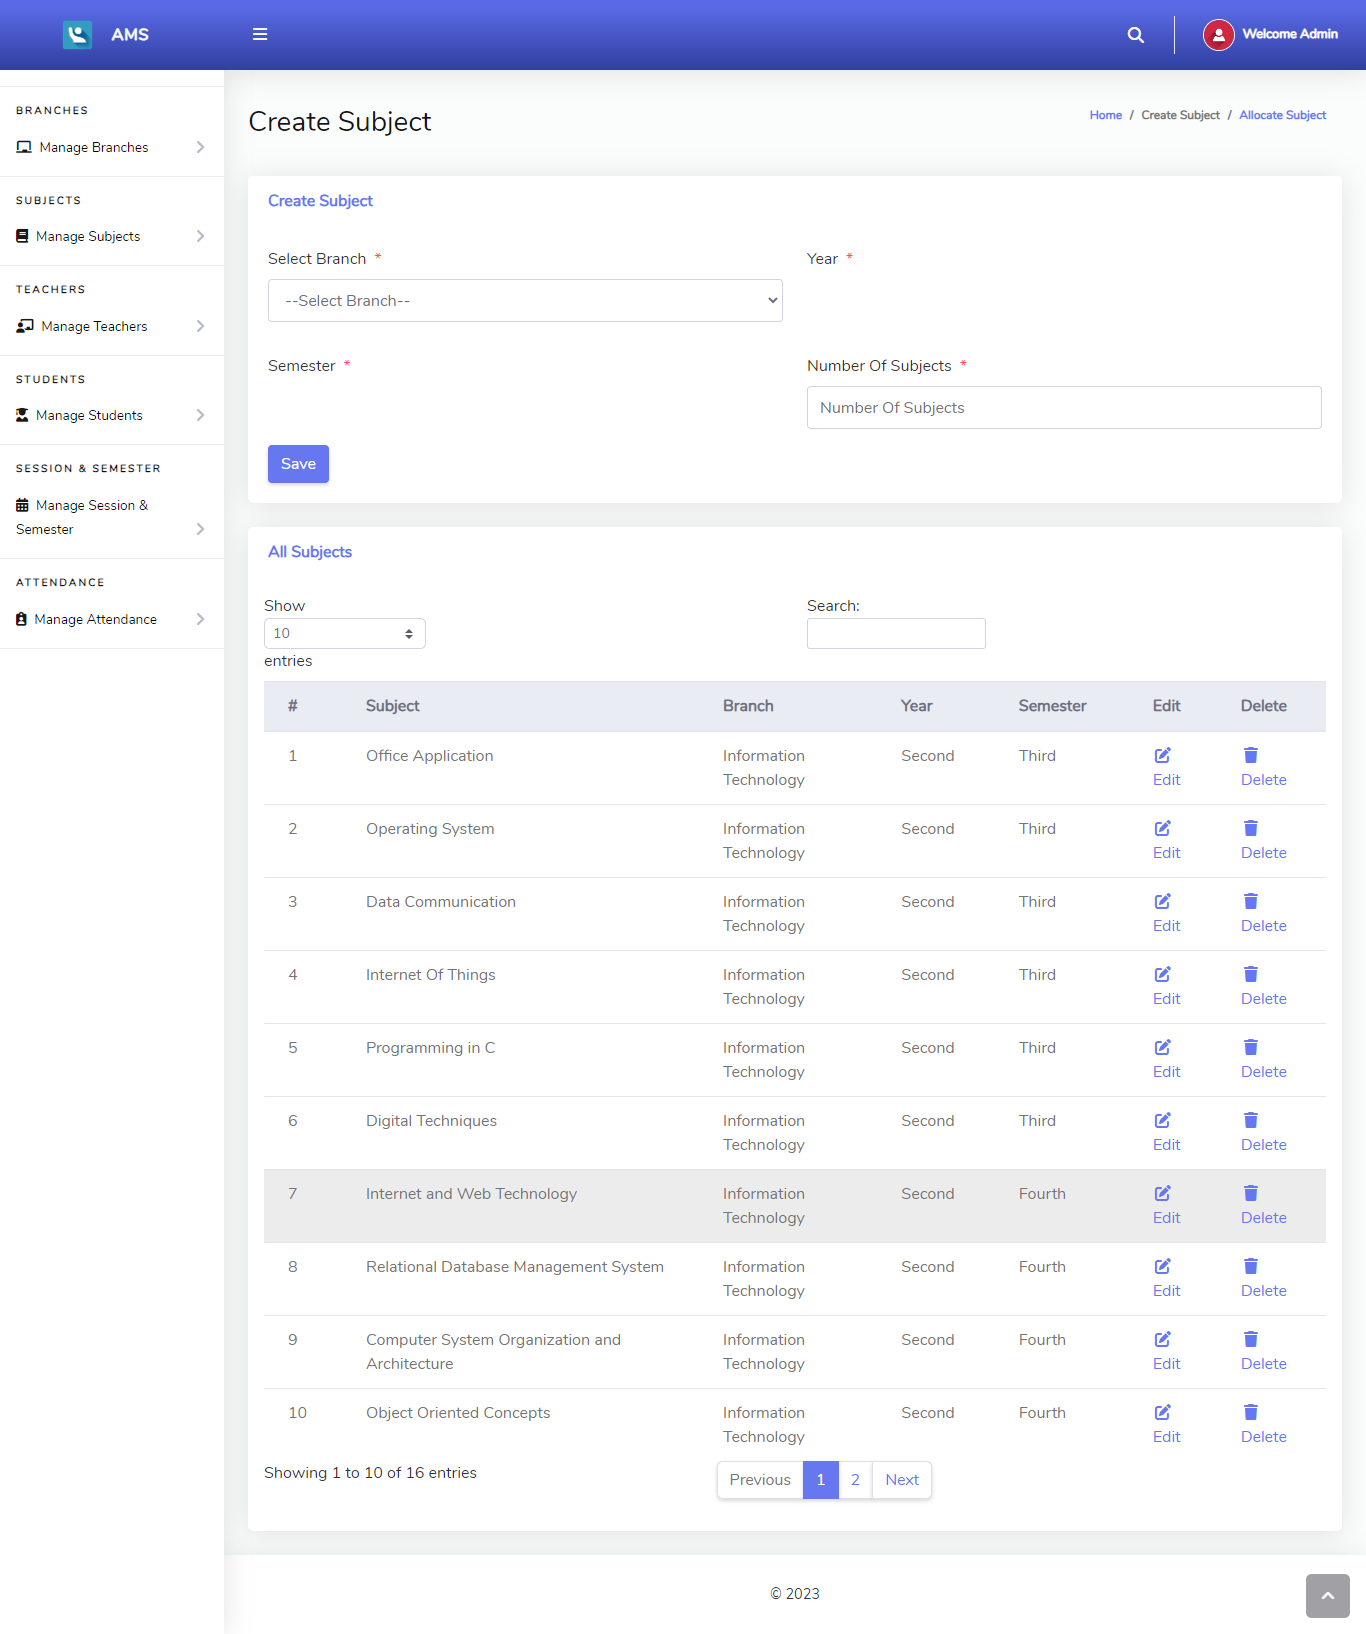 AMS
Welcome Admin
BRANCHES
Manage Branches
SUBJECTS
Manage Subjects
TEACHERS
Manage Teachers
STUDENTS
Manage Students
SESSION & SEMESTER
Manage Session &
Semester
ATTENDANCE
Manage Attendance
Create Subject
Home / Create Subject / Allocate Subject
Create Subject
Select Branch *
Year *
--Select Branch--
Semester *
Number Of Subjects *
Number Of Subjects
Save
All Subjects
Show
10
entries
Search:
# Subject Branch Year Semester Edit Delete
1 Office Application Information Second Third
Technology Edit Delete
2 Operating System Information Second Third
Technology Edit Delete
3 Data Communication Information Second Third
Technology Edit Delete
4 Internet Of Things Information Second Third
Technology Edit Delete
5 Programming in C Information Second Third
Technology Edit Delete
6 Digital Techniques Information Second Third
Technology Edit Delete
7 Internet and Web Technology Information Second Fourth
Technology Edit Delete
8 Relational Database Management System Information Second Fourth
Technology Edit Delete
9 Computer System Organization and Information Second Fourth
Architecture Technology Edit Delete
10 Object Oriented Concepts Information Second Fourth
Technology Edit Delete
Showing 1 to 10 of 16 entries
Previous 1 2 Next
© 2023